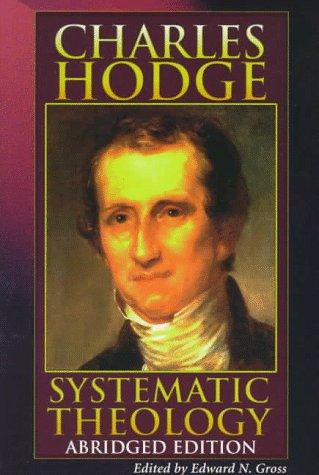 CHARLES
HODGE
SYSTEMATIC
THEOLOGY
ABRIDGED EDITION
Edited by Edward N. Gross